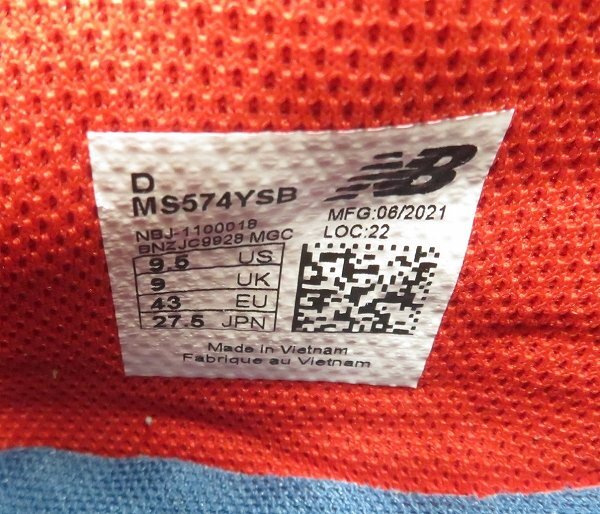 D
MS574YSB
NBJ-1100018
BNZJC9928 MGC
9.5 US
9 UK
43 EU
27.5 JPN
NB
MFG:06/2021
LOC:22
Made in Vietnam
Fabrique au Vietnam